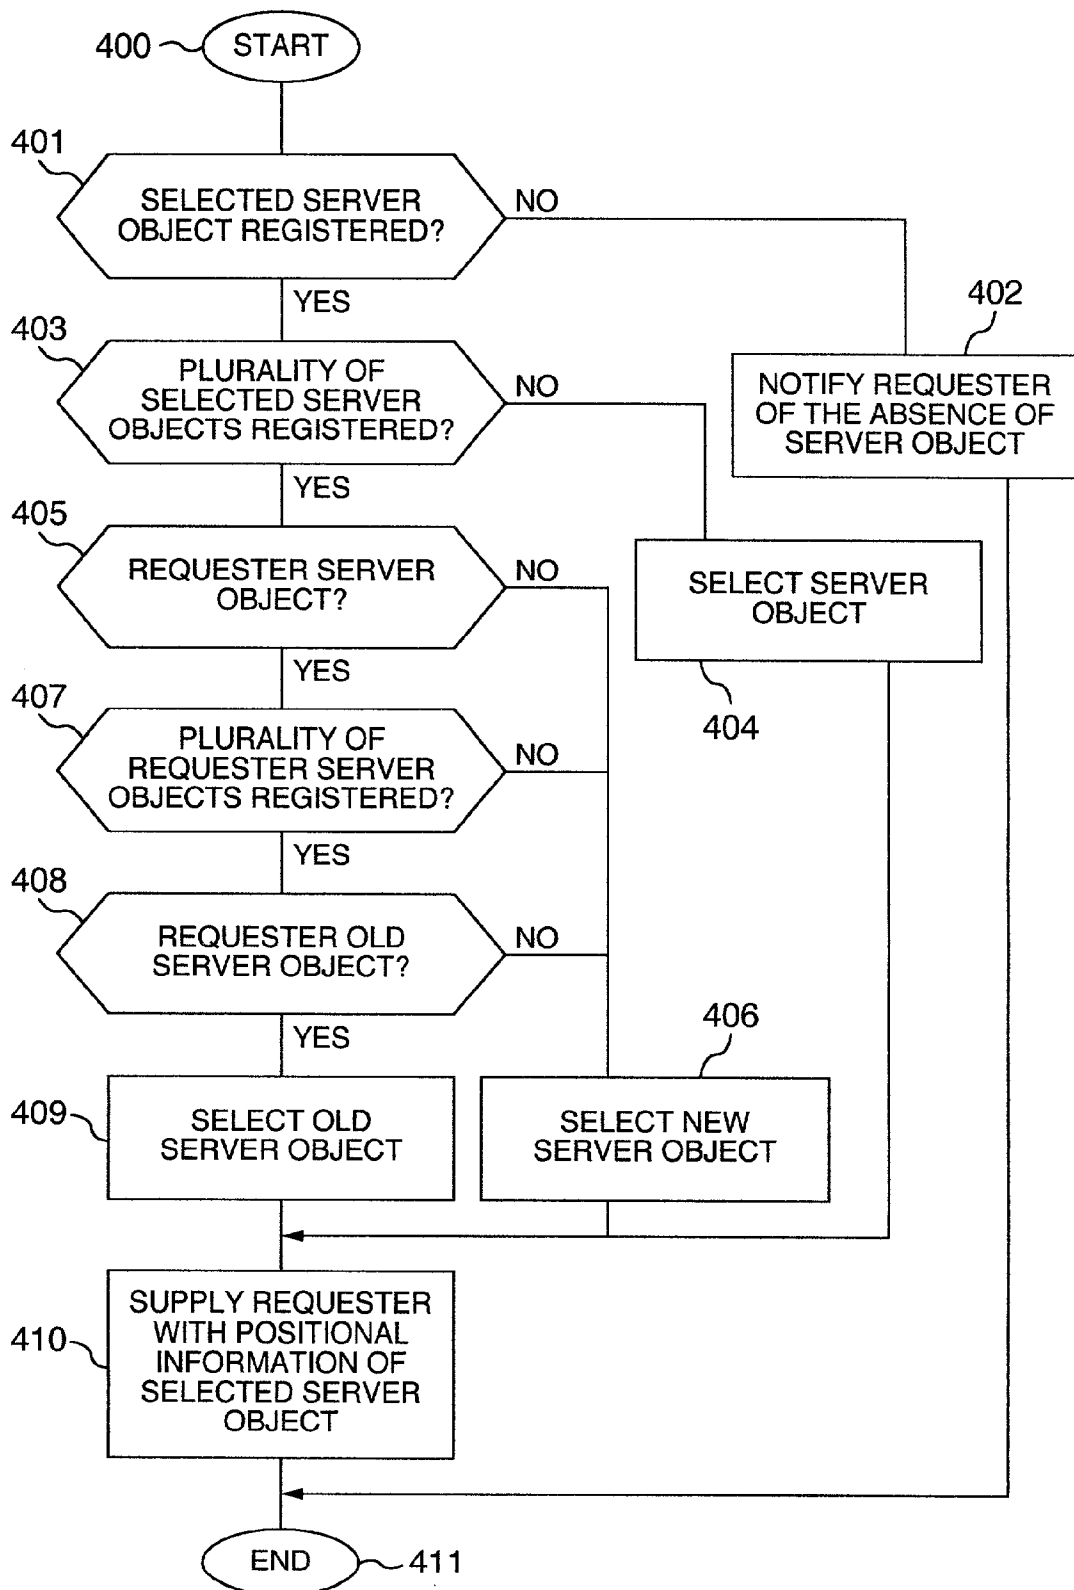 400
START
401
SELECTED SERVER
OBJECT REGISTERED?
NO
YES
402
NOTIFY REQUESTER
OF THE ABSENCE OF
SERVER OBJECT
403
PLURALITY OF
SELECTED SERVER
OBJECTS REGISTERED?
NO
YES
405
REQUESTER SERVER
OBJECT?
NO
YES
SELECT SERVER
OBJECT
404
407
PLURALITY OF
REQUESTER SERVER
OBJECTS REGISTERED?
NO
YES
408
REQUESTER OLD
SERVER OBJECT?
NO
YES
406
409
SELECT OLD
SERVER OBJECT
SELECT NEW
SERVER OBJECT
410
SUPPLY REQUESTER
WITH POSITIONAL
INFORMATION OF
SELECTED SERVER
OBJECT
END
411